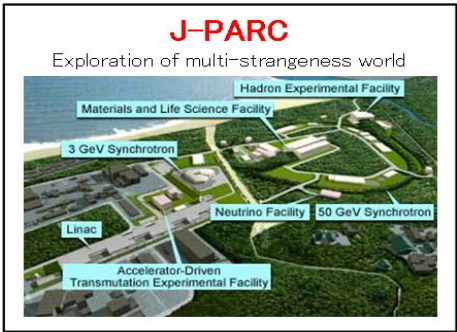 J-PARC
Exploration of multi-strangeness world
Hadron Experimental Facility
Materials and Life Science Facility
3 GeV Synchrotron
Neutrino Facility
50 GeV Synchrotron
Linac
Accelerator-Driven
Transmutation Experimental Facility